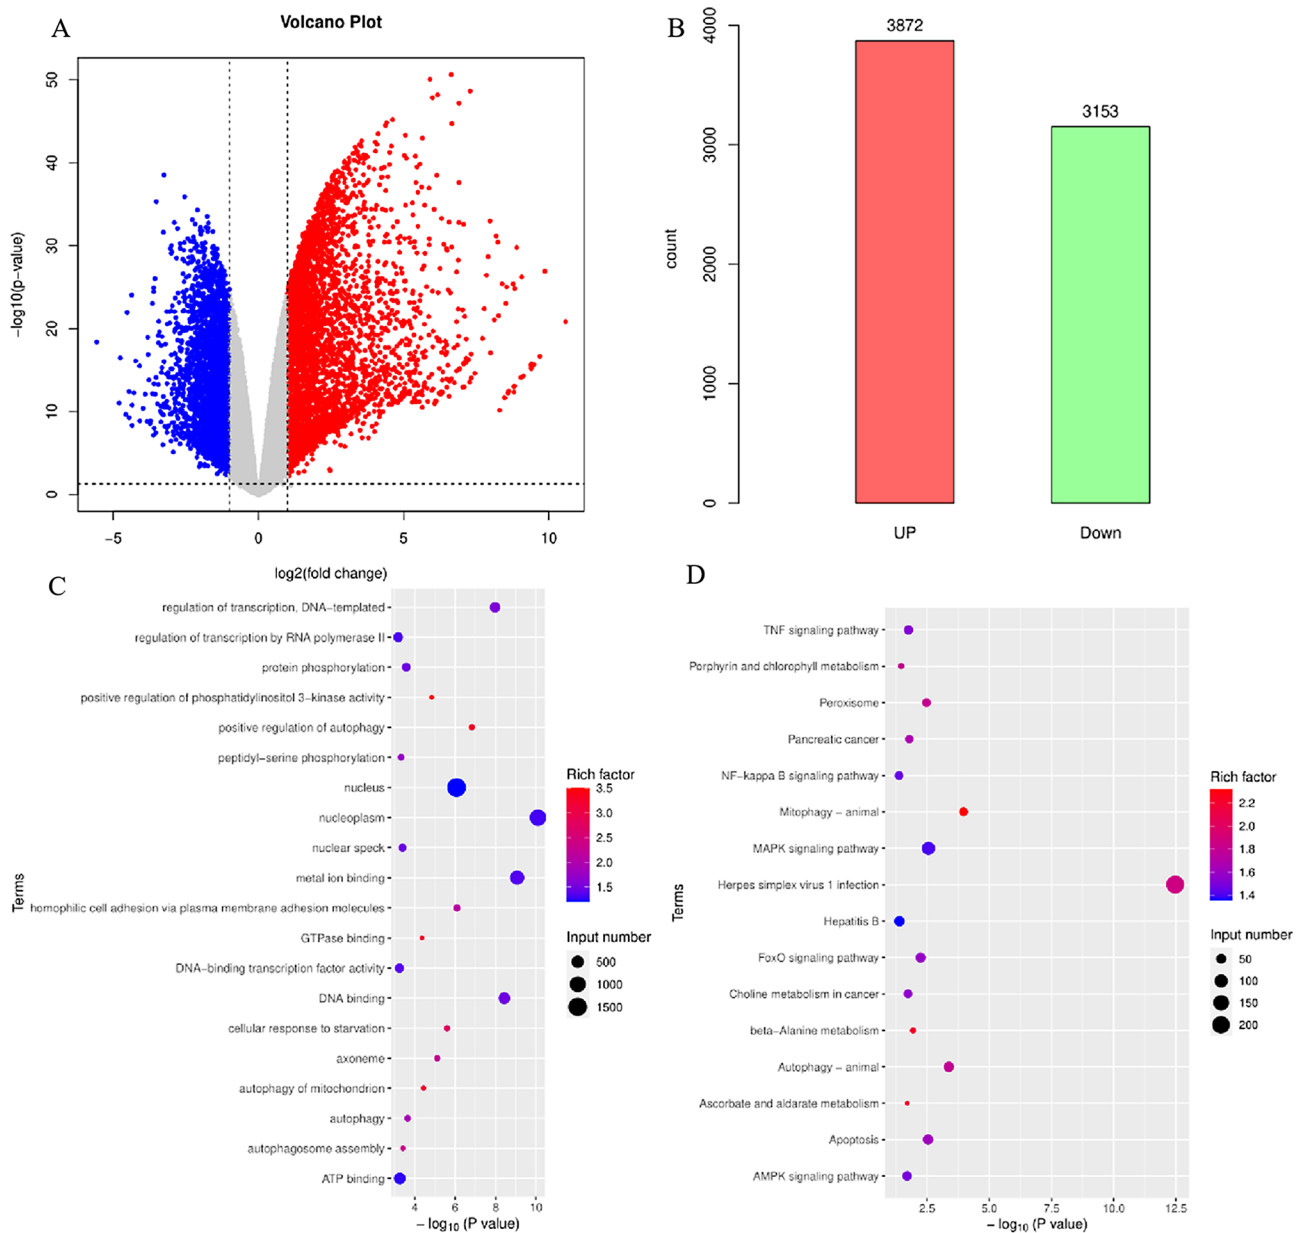 A
Volcano Plot
−log10(p−value)
50
40
30
20
10
0
−5
0
5
10
log2(fold change)
B
count
4000
3000
2000
1000
0
3872
3153
UP
Down
C
Terms
regulation of transcription, DNA−templated
regulation of transcription by RNA polymerase II
protein phosphorylation
positive regulation of phosphatidylinositol 3−kinase activity
positive regulation of autophagy
peptidyl−serine phosphorylation
nucleus
nucleoplasm
nuclear speck
metal ion binding
homophilic cell adhesion via plasma membrane adhesion molecules
GTPase binding
DNA−binding transcription factor activity
DNA binding
cellular response to starvation
axoneme
autophagy of mitochondrion
autophagy
autophagosome assembly
ATP binding
4
6
8
10
− log10 (P value)
Rich factor
3.5
3.0
2.5
2.0
1.5
Input number
500
1000
1500
D
Terms
TNF signaling pathway
Porphyrin and chlorophyll metabolism
Peroxisome
Pancreatic cancer
NF−kappa B signaling pathway
Mitophagy − animal
MAPK signaling pathway
Herpes simplex virus 1 infection
Hepatitis B
FoxO signaling pathway
Choline metabolism in cancer
beta−Alanine metabolism
Autophagy − animal
Ascorbate and aldarate metabolism
Apoptosis
AMPK signaling pathway
2.5
5.0
7.5
10.0
12.5
− log10 (P value)
Rich factor
2.2
2.0
1.8
1.6
1.4
Input number
50
100
150
200